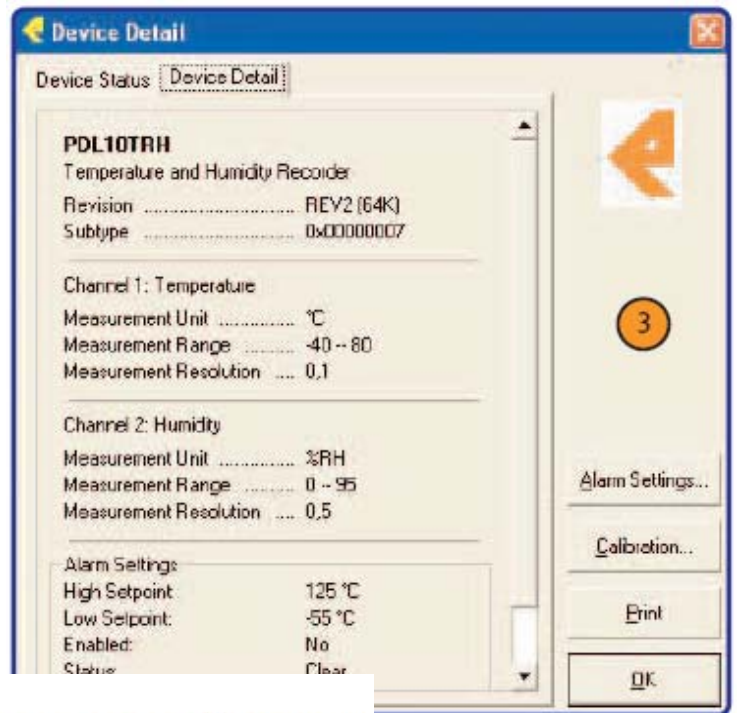 Device Detail
Device Status Device Detail
PDL10TRH
Temperature and Humidity Recorder
Revision ............................ REV2 (64K)
Subtype ............................ 0x00000007
Channel 1: Temperature
Measurement Unit .............. °C
Measurement Range .......... -40 -- 80
Measurement Resolution .... 0,1
Channel 2: Humidity
Measurement Unit .............. %RH
Measurement Range .......... 0 -- 95
Measurement Resolution .... 0,5
Alarm Settings
High Setpoint: 125 °C
Low Setpoint: -55 °C
Enabled: No
Status: Clear
3
Alarm Settings...
Calibration...
Print
OK